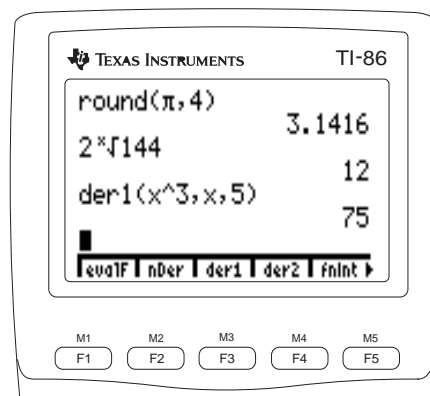 TEXAS INSTRUMENTS TI-86
round(π,4)
3.1416
2ˣ√144
12
der1(x^3,x,5)
75
evalF nDer der1 der2 fnInt ▶
M1 M2 M3 M4 M5
F1 F2 F3 F4 F5